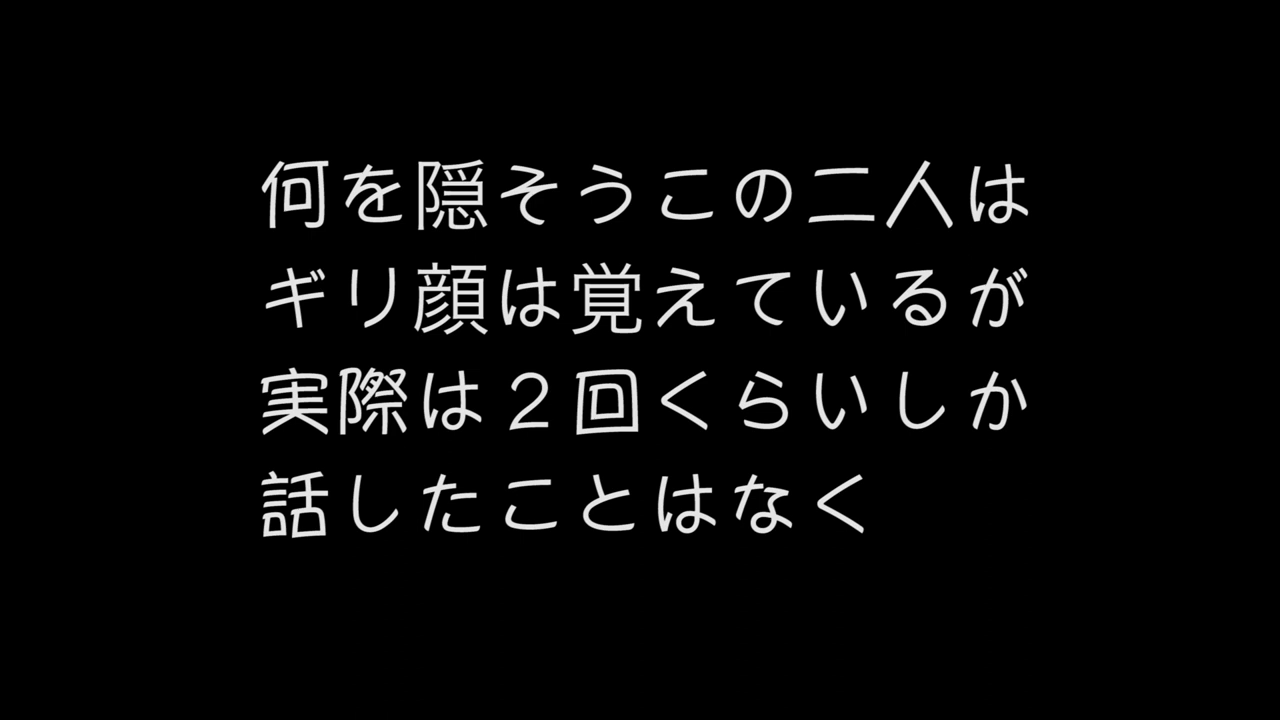 何を隠そうこの二人は
ギリ顔は覚えているが
実際は２回くらいしか
話したことはなく